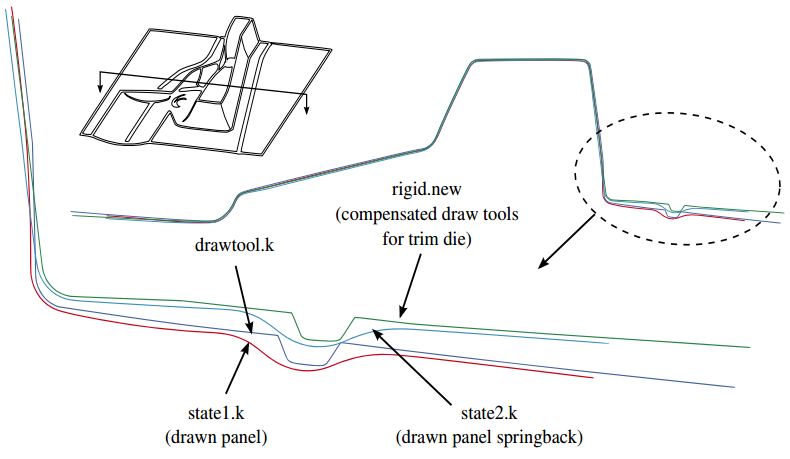 rigid.new
(compensated draw tools
for trim die)
drawtool.k
state1.k
(drawn panel)
state2.k
(drawn panel springback)